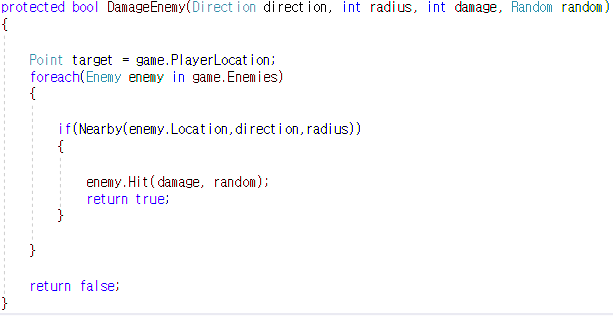 protected bool DamageEnemy(Direction direction, int radius, int damage, Random random)
{
Point target = game.PlayerLocation;
foreach(Enemy enemy in game.Enemies)
{
if(Nearby(enemy.Location,direction,radius))
{
enemy.Hit(damage, random);
return true;
}
}
return false;
}